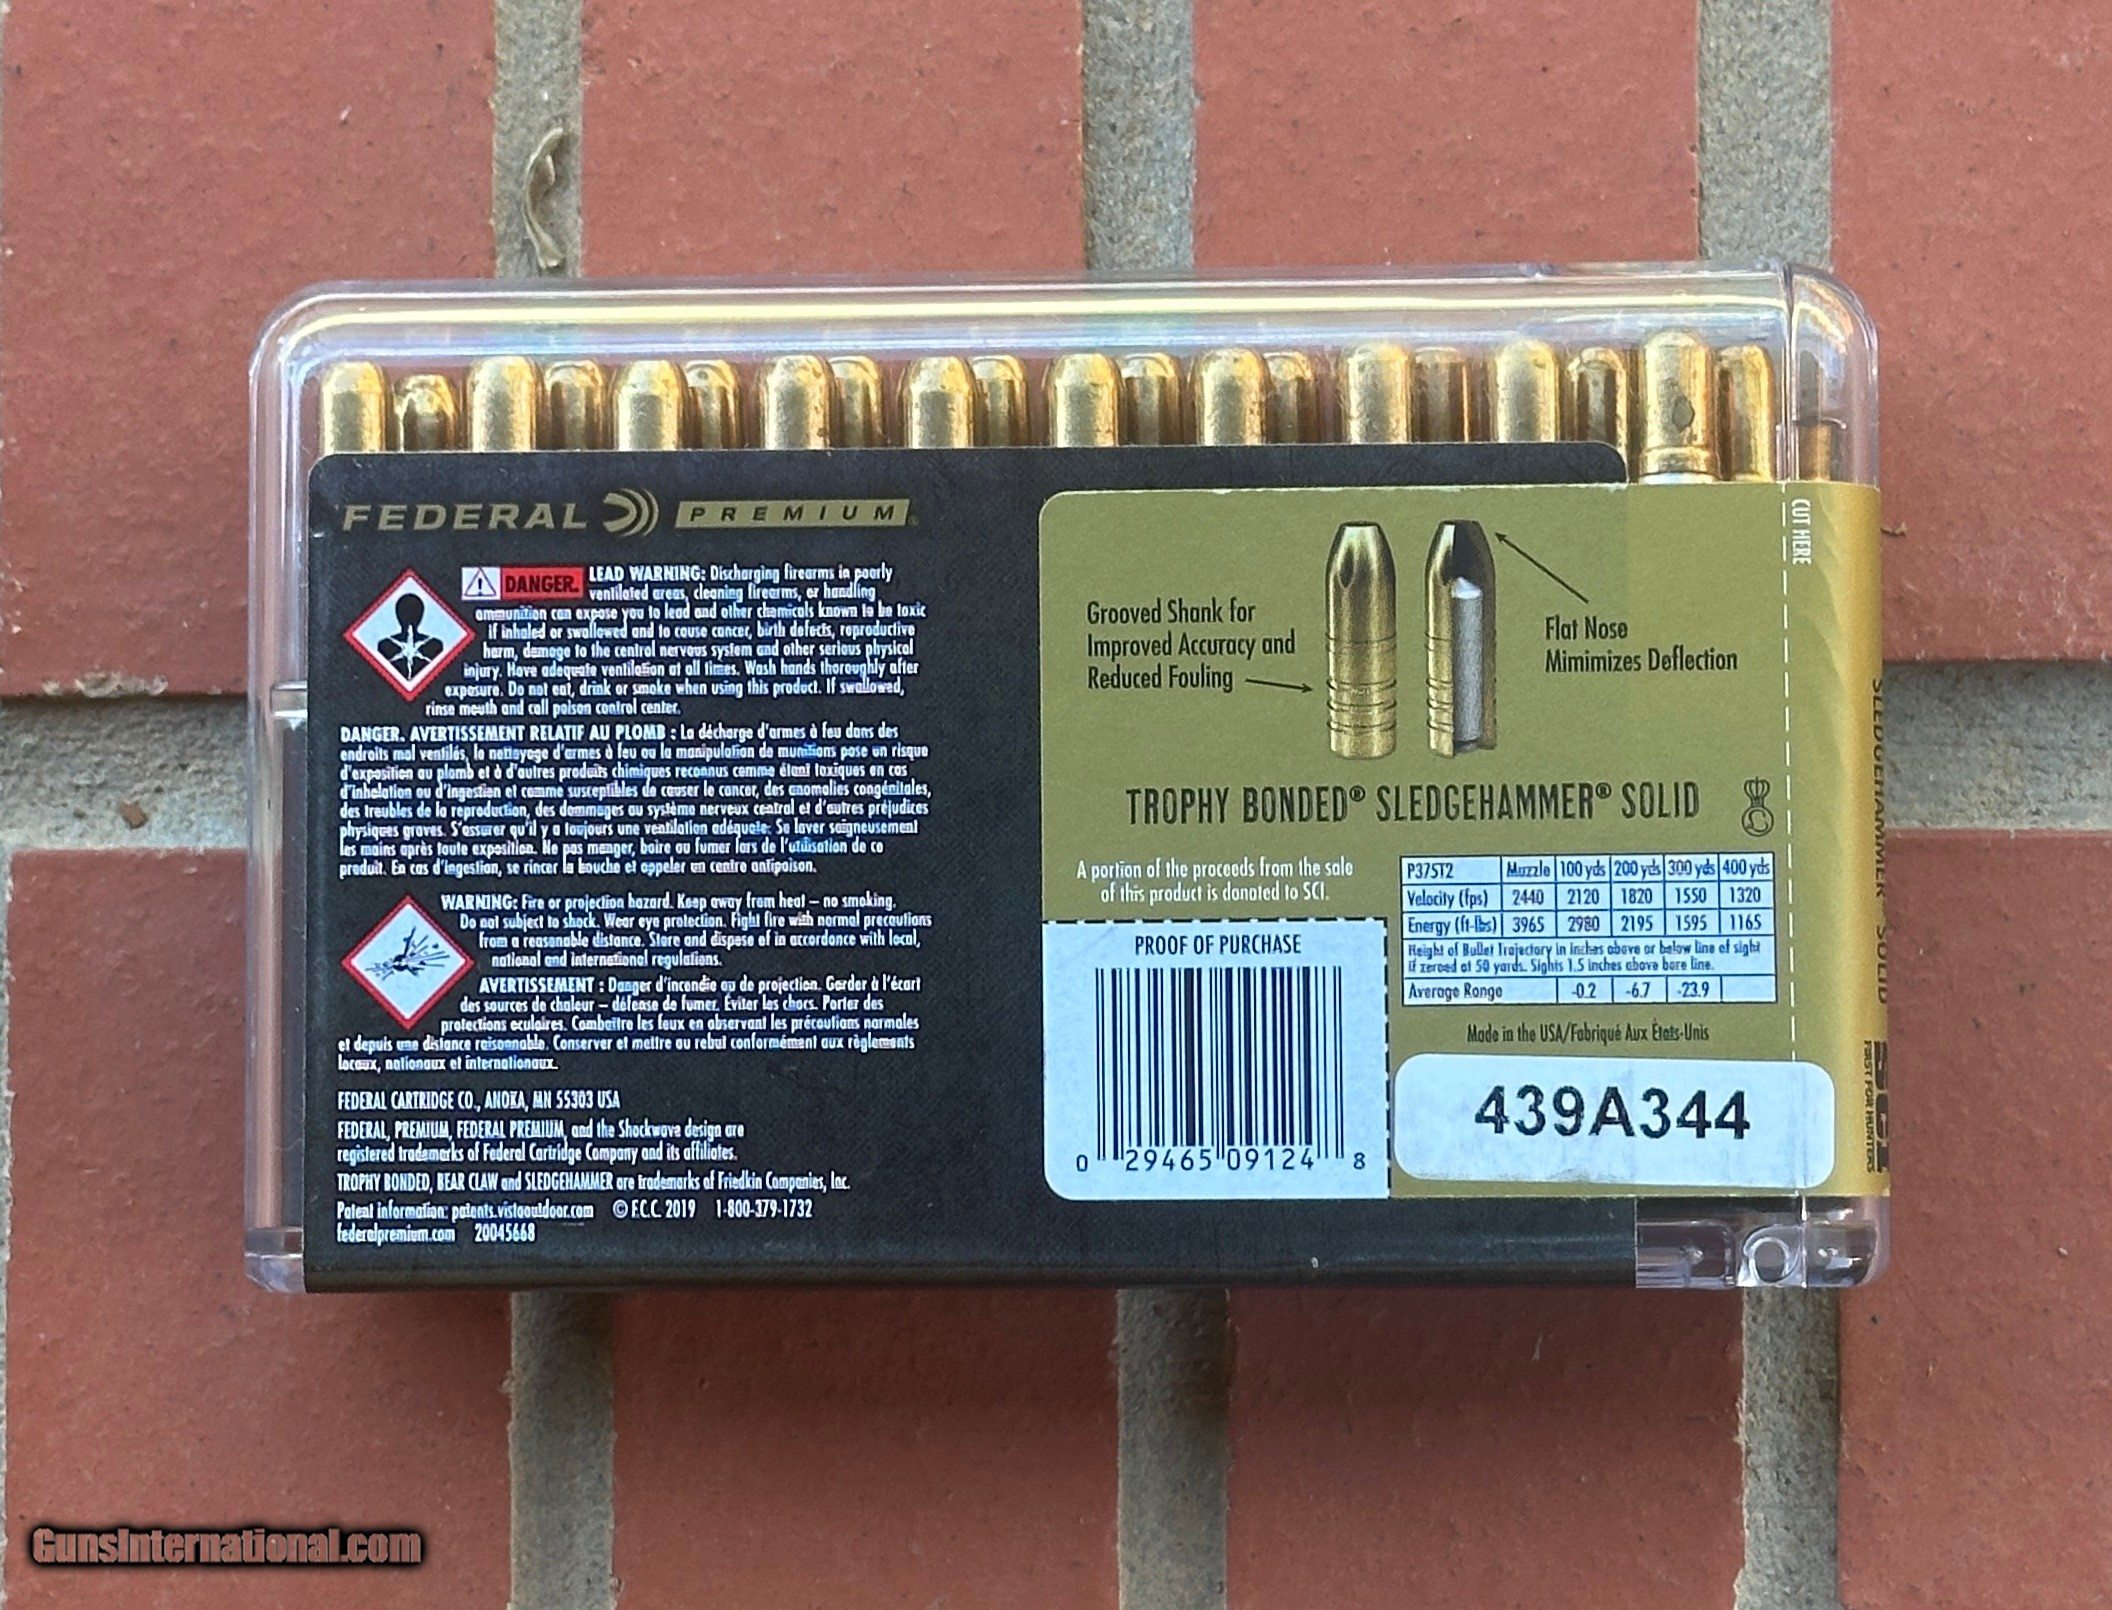 FEDERAL PREMIUM
DANGER. LEAD WARNING: Discharging firearms in poorly
ventilated areas, cleaning firearms, or handling
ammunition can expose you to lead and other chemicals known to be toxic
if inhaled or swallowed and to cause cancer, birth defects, reproductive
harm, damage to the central nervous system and other serious physical
injury. Have adequate ventilation at all times. Wash hands thoroughly after
exposure. Do not eat, drink or smoke when using this product. If swallowed,
rinse mouth and call poison control center.
DANGER. AVERTISSEMENT RELATIF AU PLOMB : La décharge d'armes à feu dans des
endroits mal ventilés, le nettoyage d'armes à feu ou la manipulation de munitions pose un risque
d'exposition au plomb et à d'autres produits chimiques reconnus comme étant toxiques en cas
d'inhalation ou d'ingestion et comme susceptibles de causer le cancer, des anomalies congénitales,
des troubles de la reproduction, des dommages au système nerveux central et d'autres préjudices
physiques graves. S'assurer qu'il y a toujours une ventilation adéquate. Se laver soigneusement
les mains après toute exposition. Ne pas manger, boire ou fumer lors de l'utilisation de ce
produit. En cas d'ingestion, se rincer la bouche et appeler un centre antipoison.
WARNING: Fire or projection hazard. Keep away from heat – no smoking.
Do not subject to shock. Wear eye protection. Fight fire with normal precautions
from a reasonable distance. Store and dispose of in accordance with local,
national and international regulations.
AVERTISSEMENT : Danger d'incendie ou de projection. Garder à l'écart
des sources de chaleur – défense de fumer. Éviter les chocs. Porter des
protections oculaires. Combattre les feux en observant les précautions normales
et depuis une distance raisonnable. Conserver et mettre au rebut conformément aux règlements
locaux, nationaux et internationaux.
FEDERAL CARTRIDGE CO., ANOKA, MN 55303 USA
FEDERAL, PREMIUM, FEDERAL PREMIUM, and the Shockwave design are
registered trademarks of Federal Cartridge Company and its affiliates.
TROPHY BONDED, BEAR CLAW and SLEDGEHAMMER are trademarks of Friedkin Companies, Inc.
Patent information: patents.vistaoutdoor.com © F.C.C. 2019 1-800-379-1732
federalpremium.com 20045668
Grooved Shank for
Improved Accuracy and
Reduced Fouling
Flat Nose
Mimimizes Deflection
TROPHY BONDED® SLEDGEHAMMER® SOLID
A portion of the proceeds from the sale
of this product is donated to SCI.
P375T2 Muzzle 100 yds 200 yds 300 yds 400 yds
Velocity (fps) 2440 2120 1820 1550 1320
Energy (ft-lbs) 3965 2980 2195 1595 1165
Height of Bullet Trajectory in inches above or below line of sight
if zeroed at 50 yards. Sights 1.5 inches above bore line.
Average Range -0.2 -6.7 -23.9
Made in the USA/Fabriqué Aux États-Unis
PROOF OF PURCHASE
0 29465 09124 8
439A344
CUT HERE
SLEDGEHAMMER® SOLID
SCI
FIRST FOR HUNTERS
GunsInternational.com